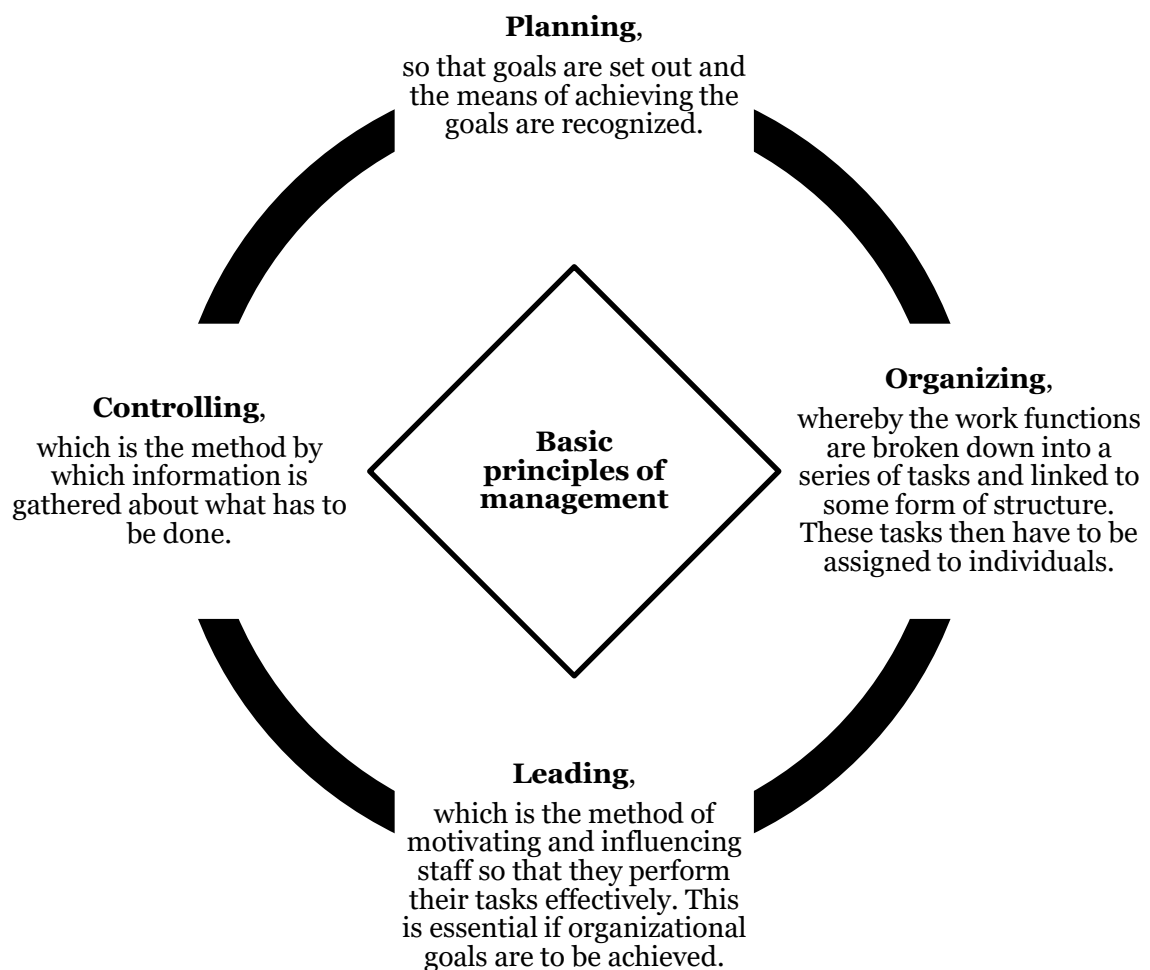 Planning,
so that goals are set out and
the means of achieving the
goals are recognized.
Organizing,
whereby the work functions
are broken down into a
series of tasks and linked to
some form of structure.
These tasks then have to be
assigned to individuals.
Leading,
which is the method of
motivating and influencing
staff so that they perform
their tasks effectively. This
is essential if organizational
goals are to be achieved.
Controlling,
which is the method by
which information is
gathered about what has to
be done.
Basic
principles of
management